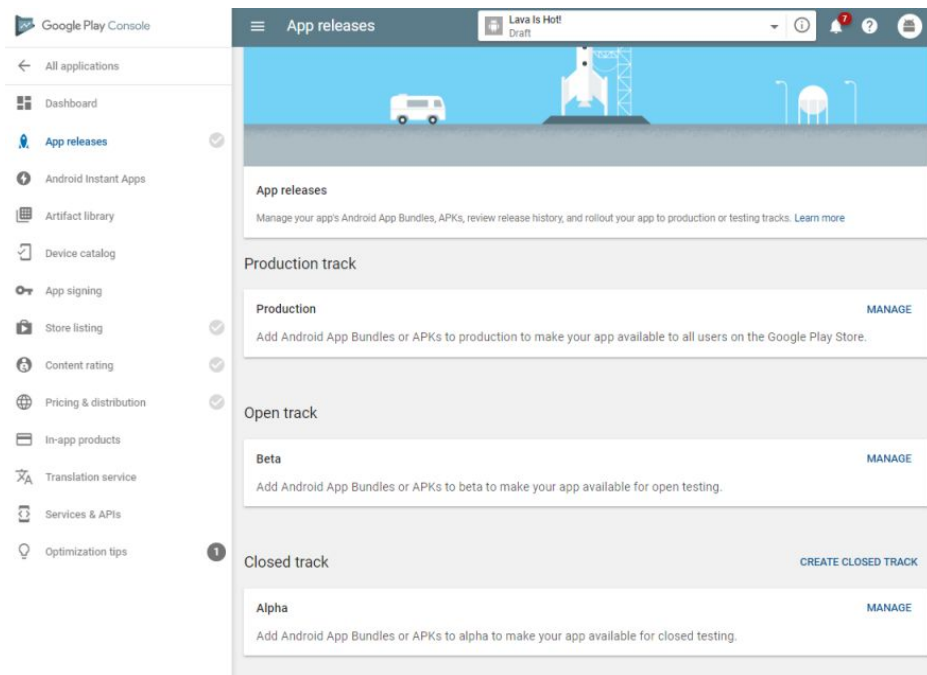 Google Play Console
App releases
Lava Is Hot!
Draft
7
All applications
Dashboard
App releases
Android Instant Apps
Artifact library
Device catalog
App signing
Store listing
Content rating
Pricing & distribution
In-app products
Translation service
Services & APIs
Optimization tips
1
App releases
Manage your app's Android App Bundles, APKs, review release history, and rollout your app to production or testing tracks. Learn more
Production track
Production
MANAGE
Add Android App Bundles or APKs to production to make your app available to all users on the Google Play Store.
Open track
Beta
MANAGE
Add Android App Bundles or APKs to beta to make your app available for open testing.
Closed track
CREATE CLOSED TRACK
Alpha
MANAGE
Add Android App Bundles or APKs to alpha to make your app available for closed testing.